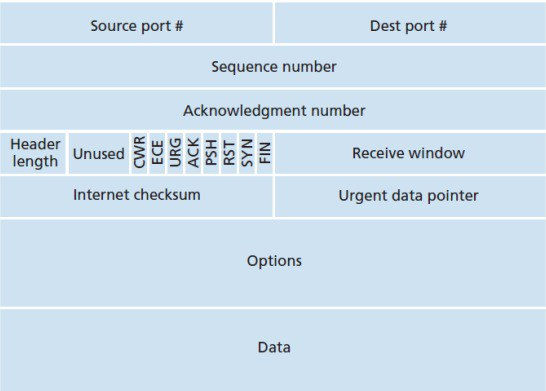 Source port #
Dest port #
Sequence number
Acknowledgment number
Header
length
Unused
CWR
ECE
URG
ACK
PSH
RST
SYN
FIN
Receive window
Internet checksum
Urgent data pointer
Options
Data